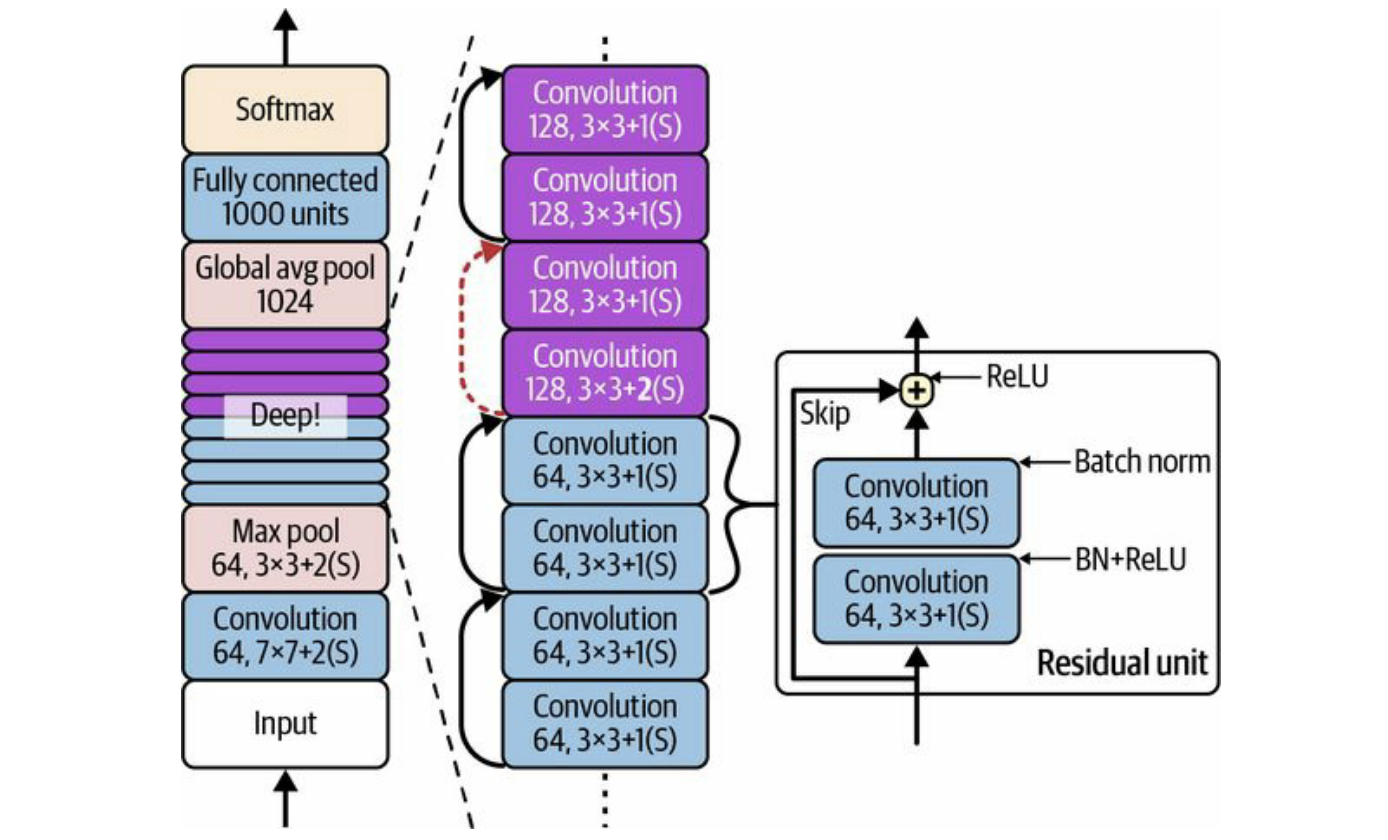 Softmax
Fully connected
1000 units
Global avg pool
1024
Deep!
Max pool
64, 3×3+2(S)
Convolution
64, 7×7+2(S)
Input
Convolution
128, 3×3+1(S)
Convolution
128, 3×3+1(S)
Convolution
128, 3×3+1(S)
Convolution
128, 3×3+2(S)
Convolution
64, 3×3+1(S)
Convolution
64, 3×3+1(S)
Convolution
64, 3×3+1(S)
Convolution
64, 3×3+1(S)
+
ReLU
Skip
Batch norm
Convolution
64, 3×3+1(S)
BN+ReLU
Convolution
64, 3×3+1(S)
Residual unit